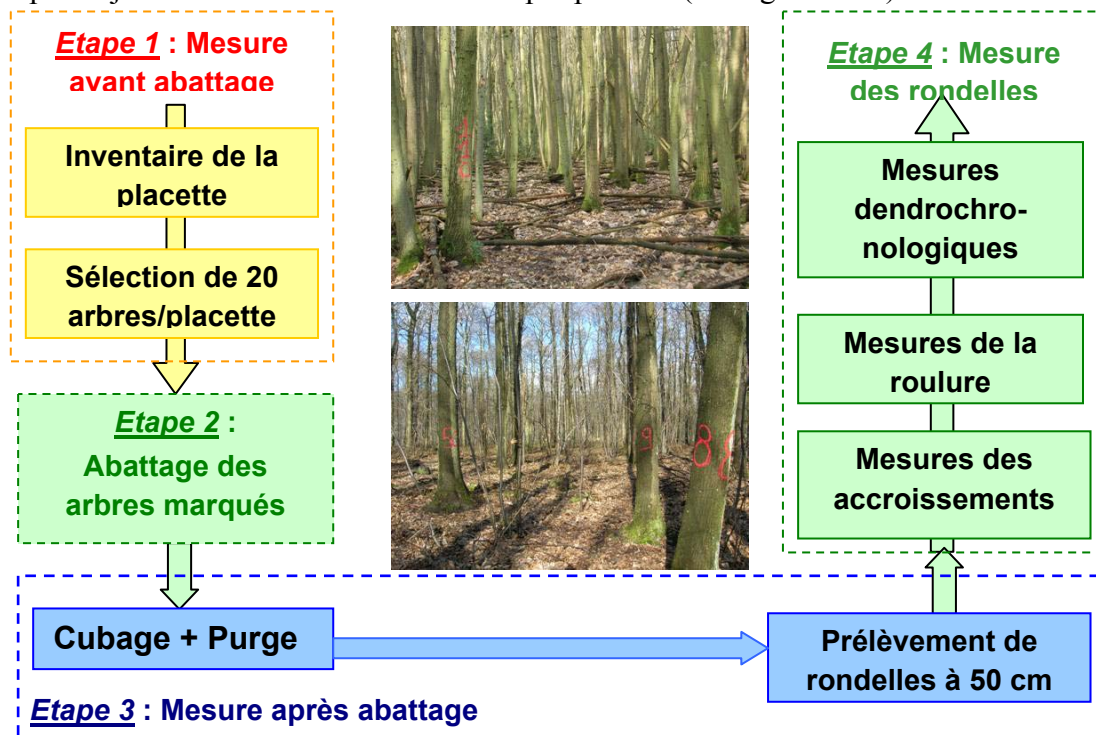 Etape 1 : Mesure
avant abattage
Inventaire de la
placette
Sélection de 20
arbres/placette
Etape 2 :
Abattage des
arbres marqués
Cubage + Purge
Prélèvement de
rondelles à 50 cm
Etape 3 : Mesure après abattage
Etape 4 : Mesure
des rondelles
Mesures
dendrochro-
nologiques
Mesures de la
roulure
Mesures des
accroissements
9
8